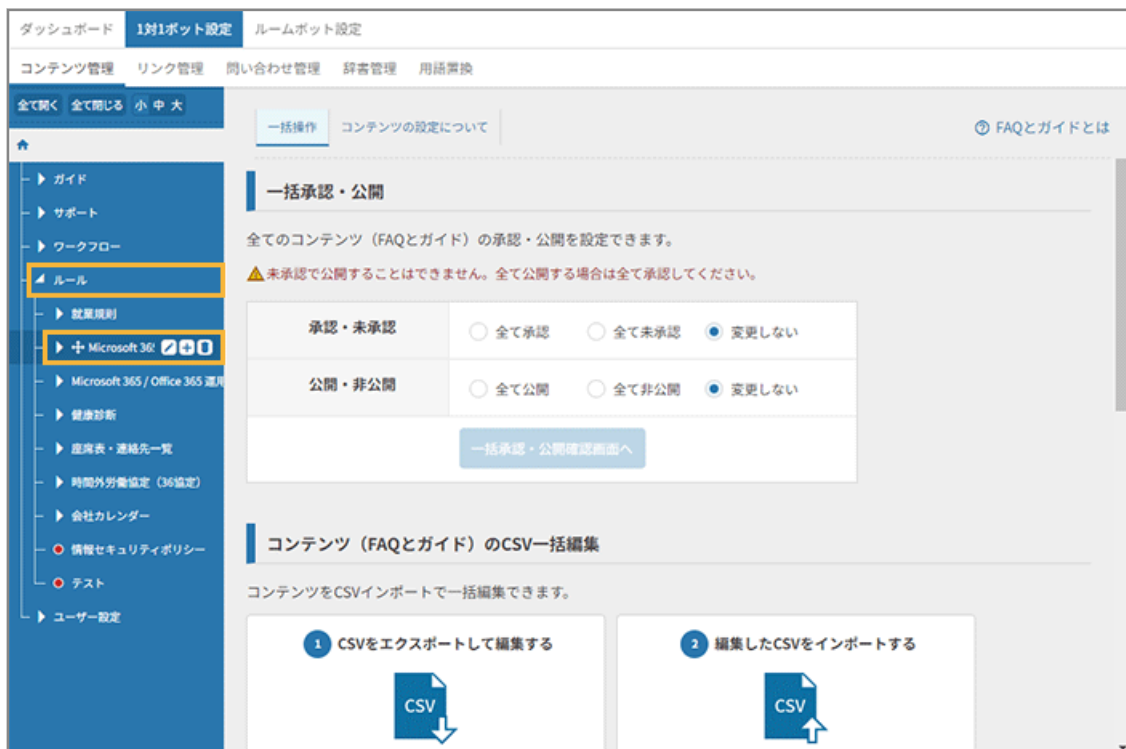 ダッシュボード 1対1ボット設定 ルームボット設定
コンテンツ管理 リンク管理 問い合わせ管理 辞書管理 用語置換
全て開く 全て閉じる 小 中 大
一括操作 コンテンツの設定について
FAQとガイドとは
ガイド
サポート
ワークフロー
ルール
就業規則
Microsoft 36
Microsoft 365 / Office 365 運用
健康診断
座席表・連絡先一覧
時間外労働協定（36協定）
会社カレンダー
情報セキュリティポリシー
テスト
ユーザー設定
一括承認・公開
全てのコンテンツ（FAQとガイド）の承認・公開を設定できます。
未承認で公開することはできません。全て公開する場合は全て承認してください。
承認・未承認 全て承認 全て未承認 変更しない
公開・非公開 全て公開 全て非公開 変更しない
一括承認・公開確認画面へ
コンテンツ（FAQとガイド）のCSV一括編集
コンテンツをCSVインポートで一括編集できます。
1 CSVをエクスポートして編集する
CSV
2 編集したCSVをインポートする
CSV